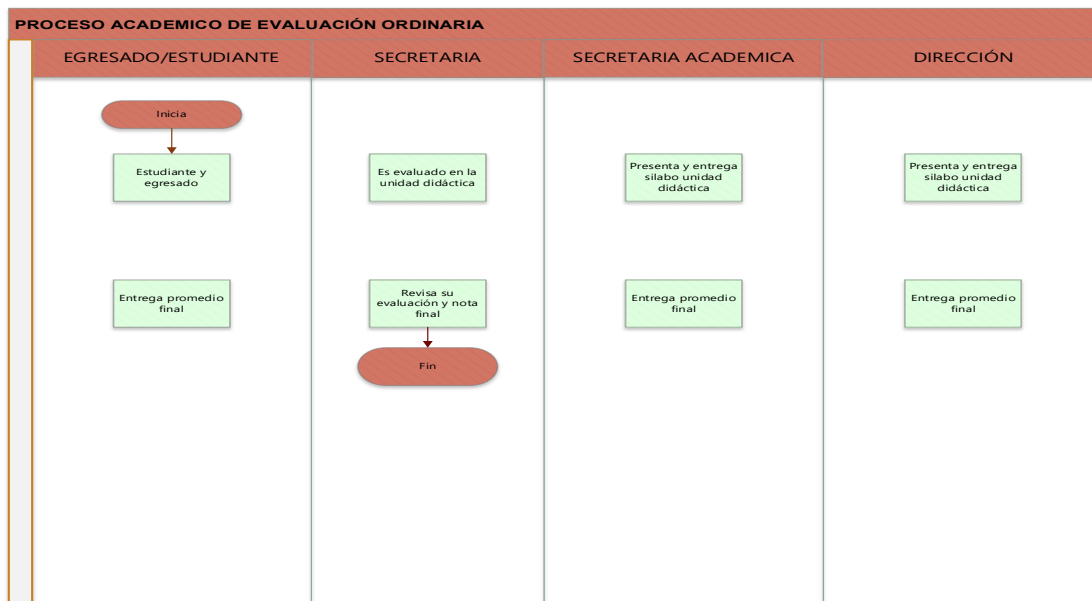 PROCESO ACADEMICO DE EVALUACIÓN ORDINARIA
EGRESADO/ESTUDIANTE
SECRETARIA
SECRETARIA ACADEMICA
DIRECCIÓN
Inicia
Estudiante y
egresado
Es evaluado en la
unidad didáctica
Presenta y entrega
silabo unidad
didáctica
Presenta y entrega
silabo unidad
didáctica
Entrega promedio
final
Revisa su
evaluación y nota
final
Entrega promedio
final
Entrega promedio
final
Fin